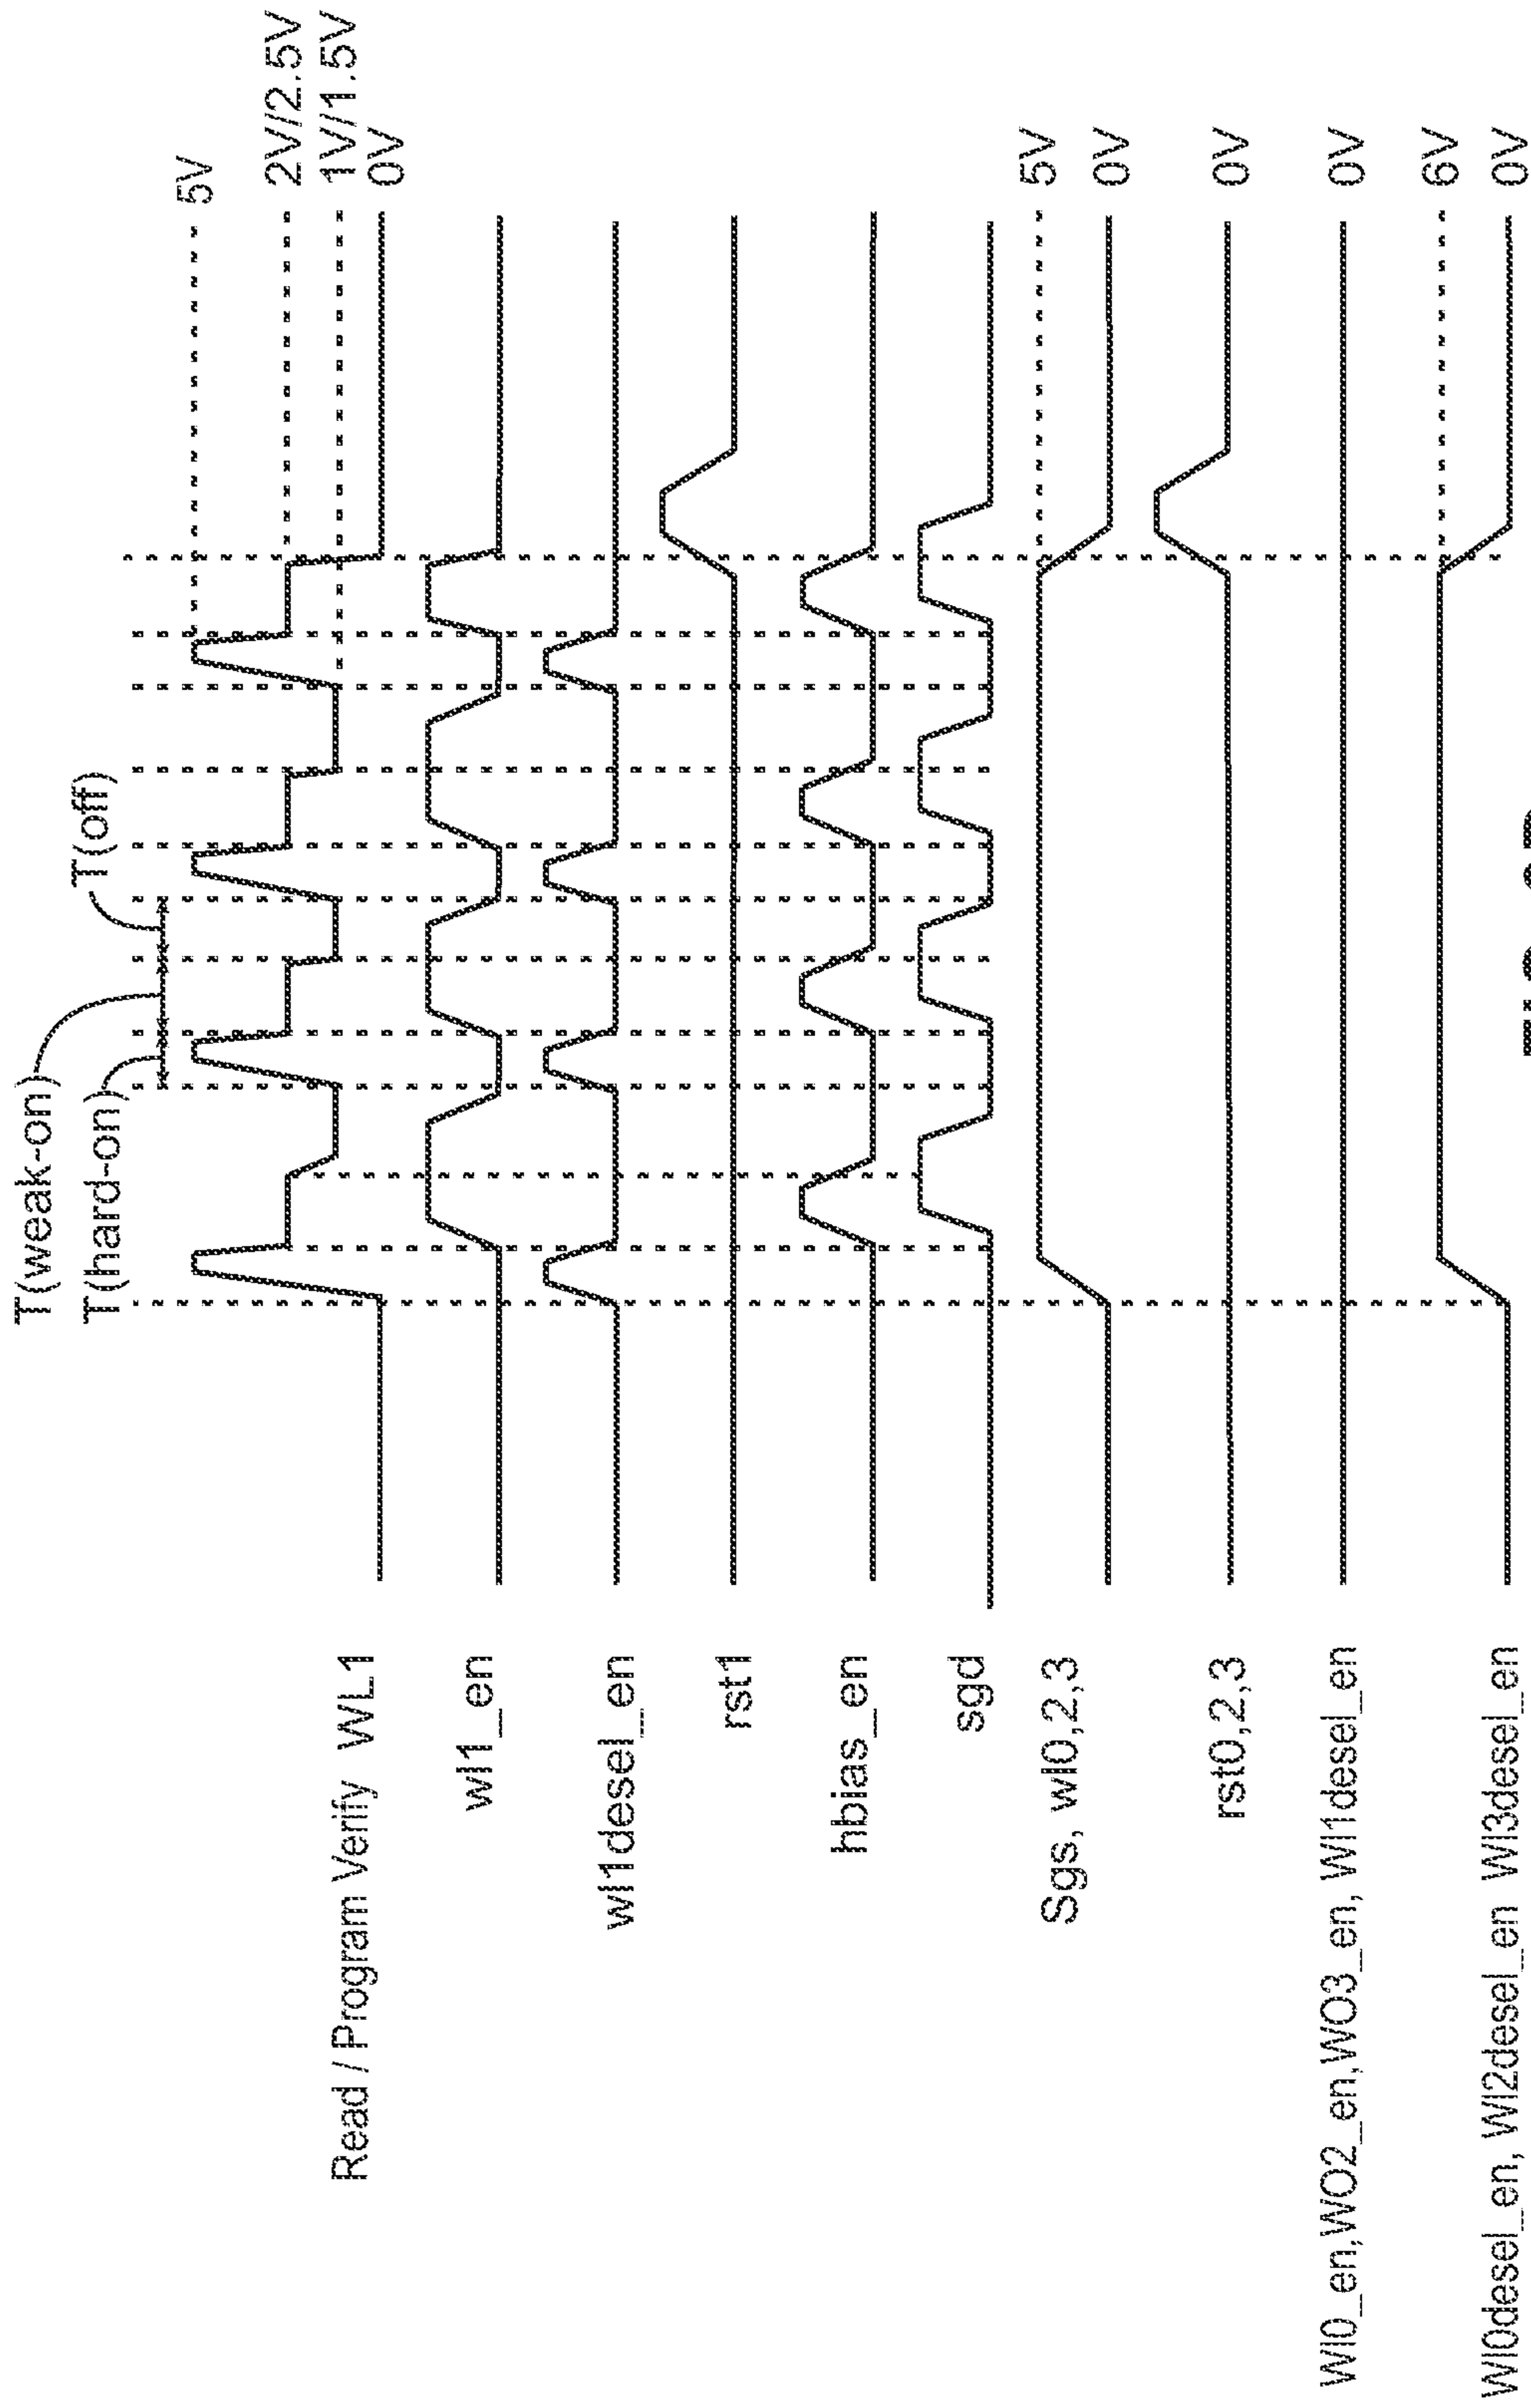 T(weak-on)
T(hard-on)
T(off)
Read / Program Verify WL1
5V
2V/2.5V
1V/1.5V
0V
wl1_en
wl1desel_en
rst1
hbias_en
sgd
Sgs, wl0,2,3
5V
0V
rst0,2,3
0V
Wl0_en,WO2_en,WO3_en, Wl1desel_en
0V
Wl0desel_en, Wl2desel_en Wl3desel_en
6V
0V